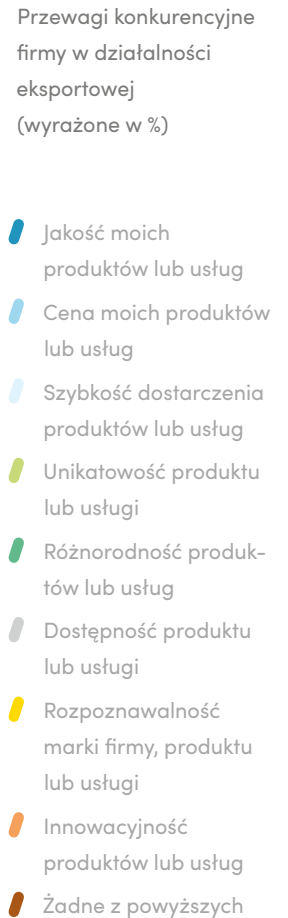 Przewagi konkurencyjne
firmy w działalności
eksportowej
(wyrażone w %)
Jakość moich
produktów lub usług
Cena moich produktów
lub usług
Szybkość dostarczenia
produktów lub usług
Unikatowość produktu
lub usługi
Różnorodność produk-
tów lub usług
Dostępność produktu
lub usługi
Rozpoznawalność
marki firmy, produktu
lub usługi
Innowacyjność
produktów lub usług
Żadne z powyższych